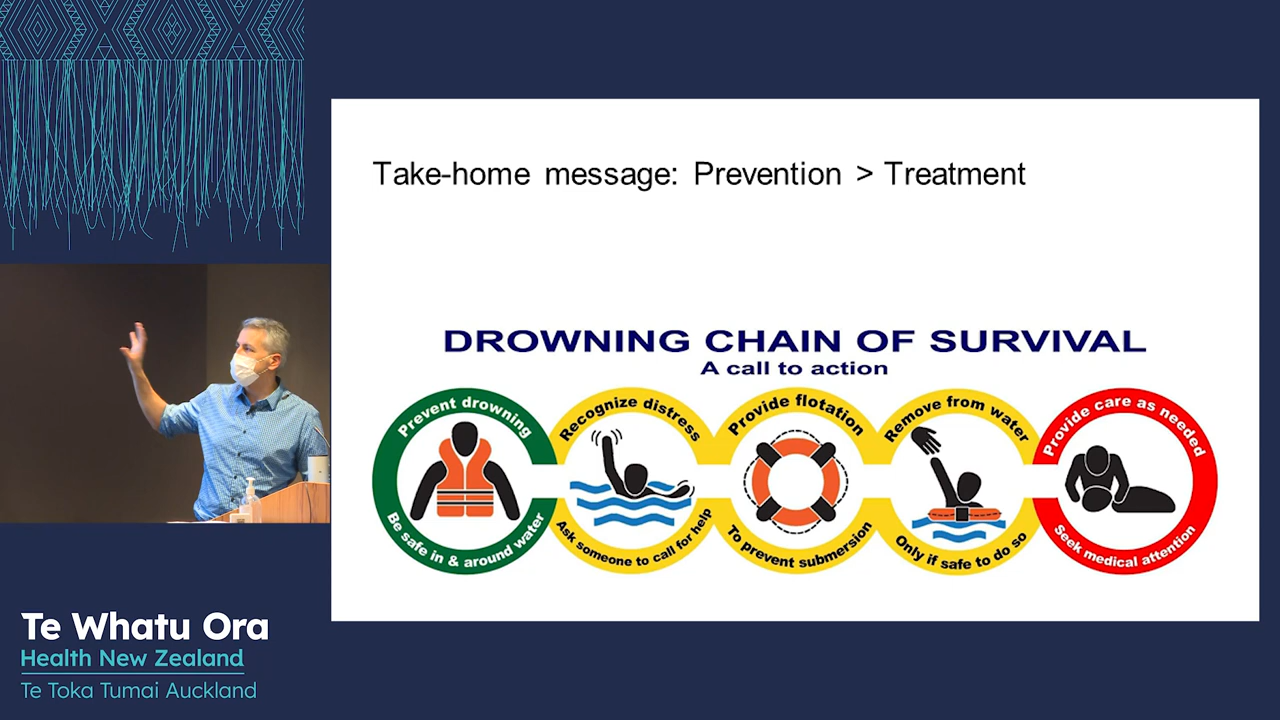 Take-home message: Prevention > Treatment
DROWNING CHAIN OF SURVIVAL
A call to action
Prevent drowning
Be safe in & around water
Recognize distress
Ask someone to call for help
Provide flotation
To prevent submersion
Remove from water
Only if safe to do so
Provide care as needed
Seek medical attention
Te Whatu Ora
Health New Zealand
Te Toka Tumai Auckland